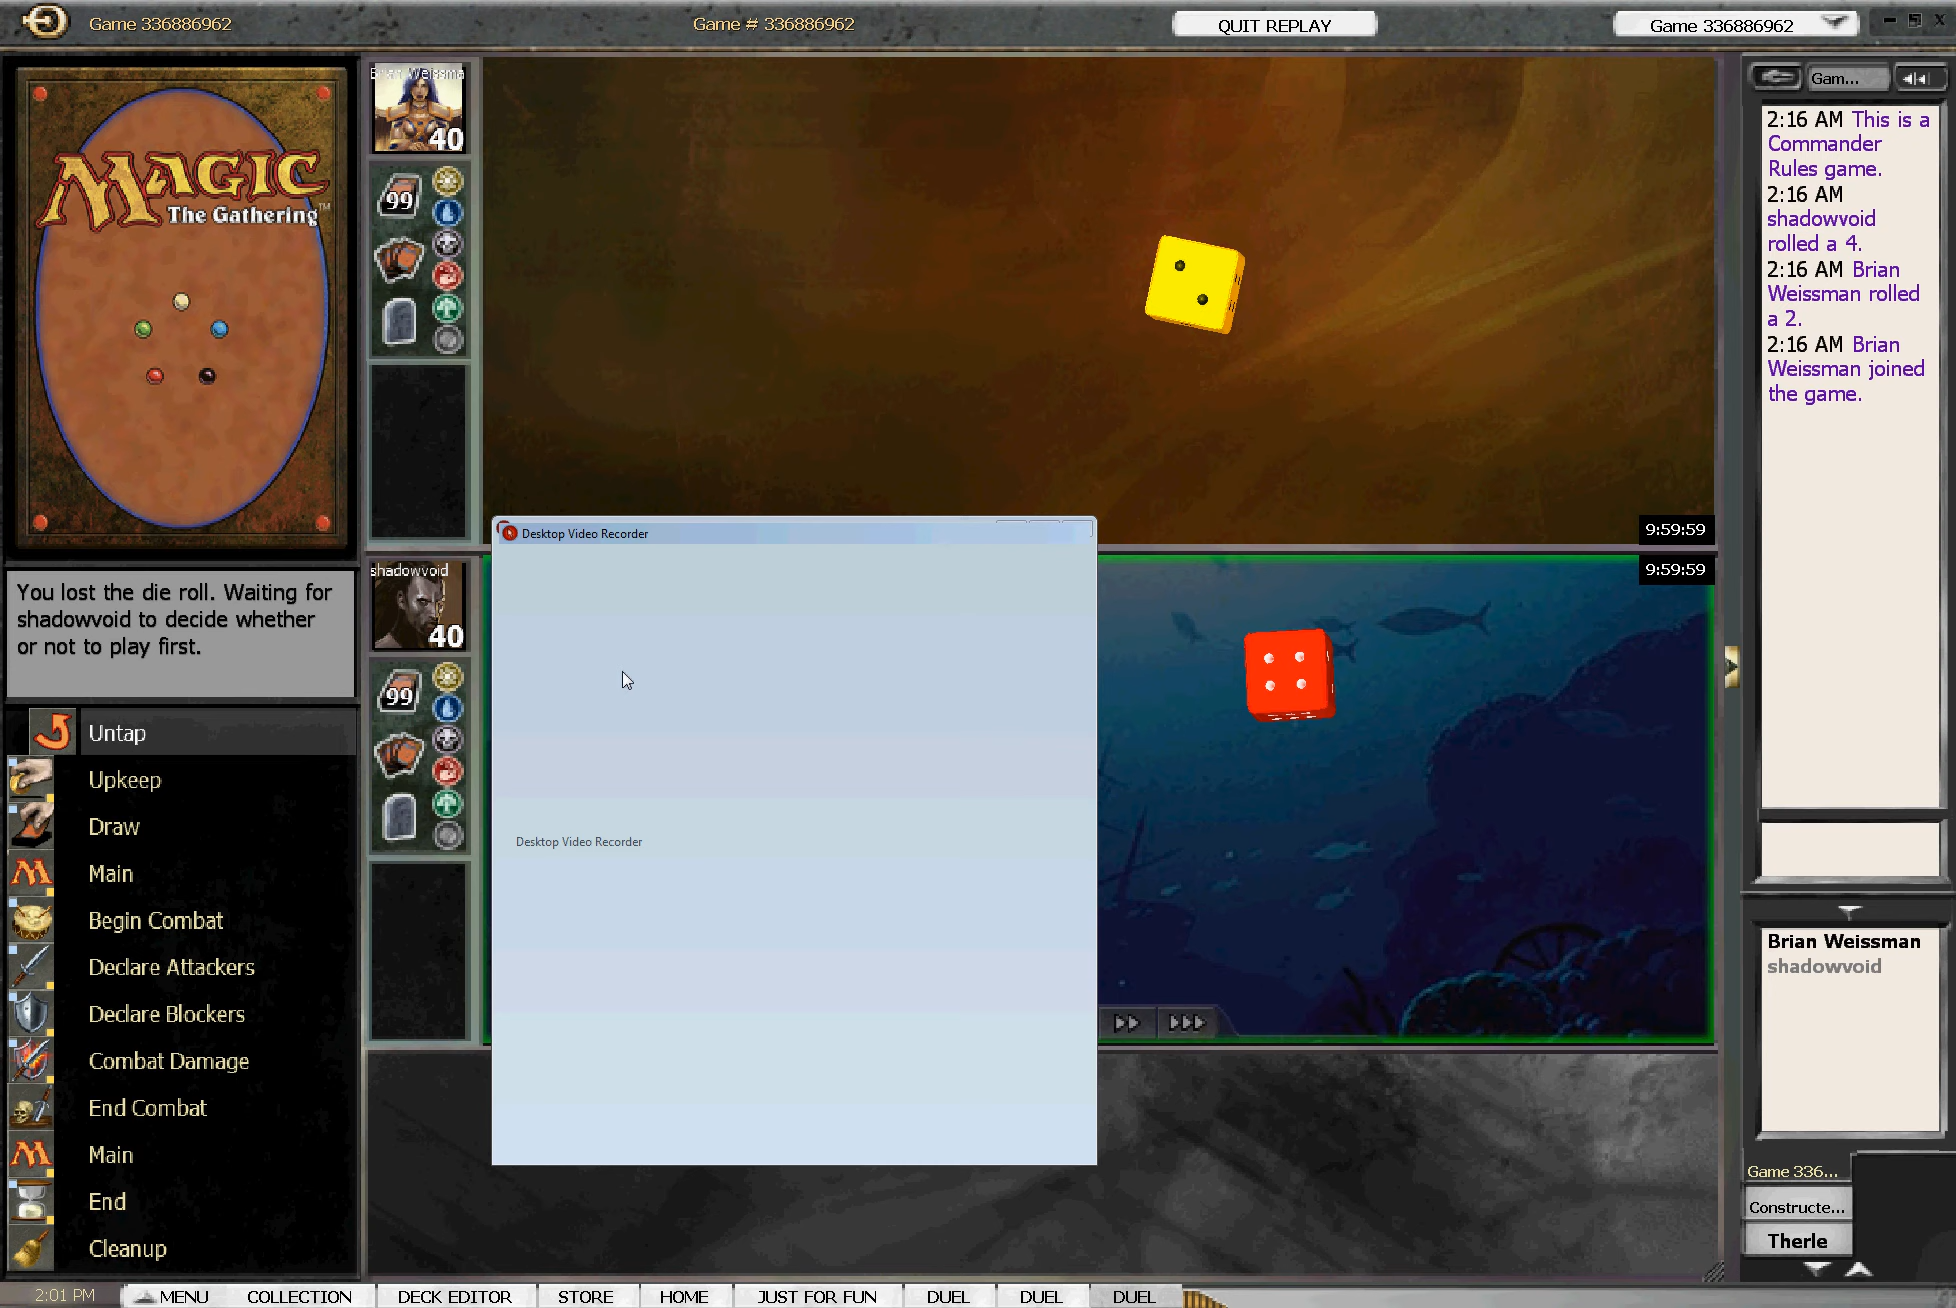 Game 336886962
Game # 336886962
QUIT REPLAY
Game 336886962
MAGIC
The Gathering™
Brian Weissma
40
99
9:59:59
Gam...
2:16 AM This is a
Commander
Rules game.
2:16 AM
shadowvoid
rolled a 4.
2:16 AM Brian
Weissman rolled
a 2.
2:16 AM Brian
Weissman joined
the game.
Desktop Video Recorder
Desktop Video Recorder
shadowvoid
40
99
9:59:59
You lost the die roll. Waiting for
shadowvoid to decide whether
or not to play first.
Untap
Upkeep
Draw
Main
Begin Combat
Declare Attackers
Declare Blockers
Combat Damage
End Combat
Main
End
Cleanup
Brian Weissman
shadowvoid
Game 336...
Constructe...
Therle
2:01 PM
MENU
COLLECTION
DECK EDITOR
STORE
HOME
JUST FOR FUN
DUEL
DUEL
DUEL